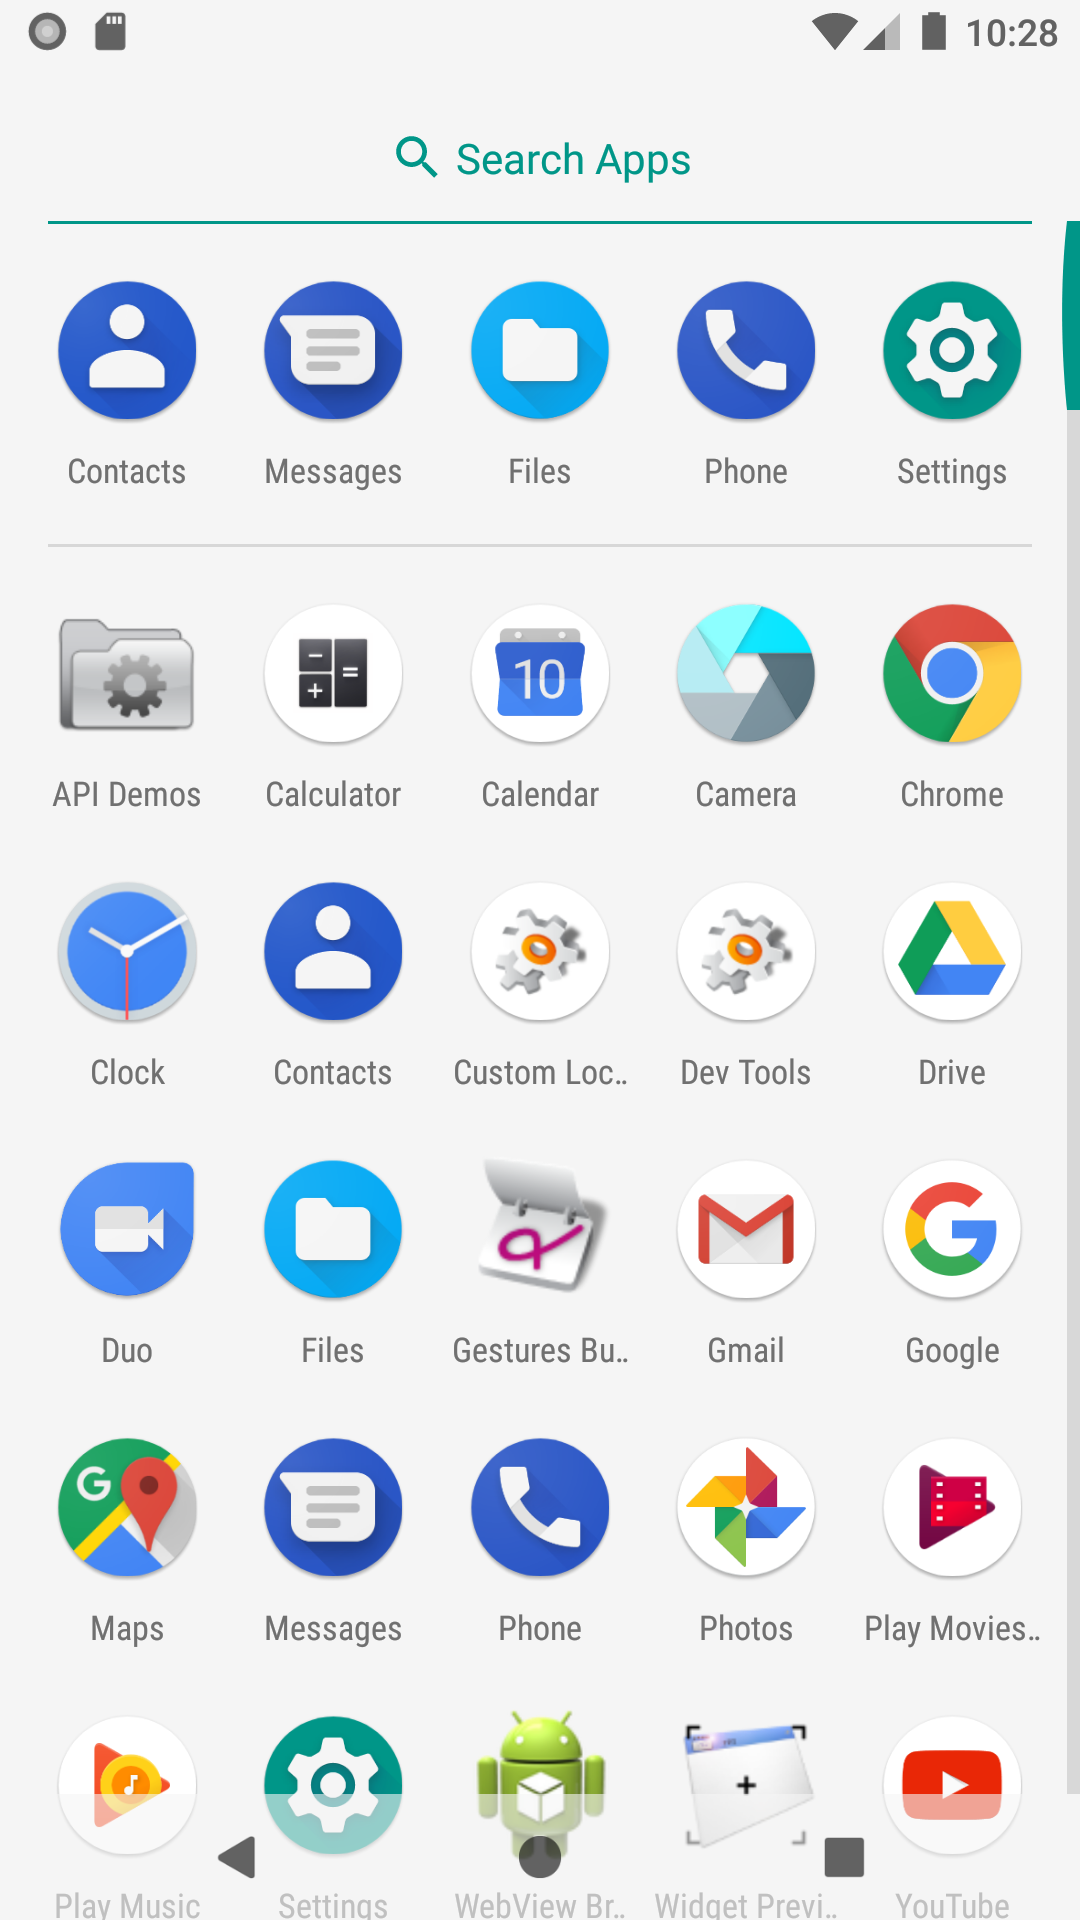 10:28
Search Apps
Contacts Messages Files Phone Settings
10
API Demos Calculator Calendar Camera Chrome
Clock Contacts Custom Loc… Dev Tools Drive
Duo Files Gestures Bu… Gmail Google
Maps Messages Phone Photos Play Movies…
Play Music Settings WebView Br… Widget Previ… YouTube